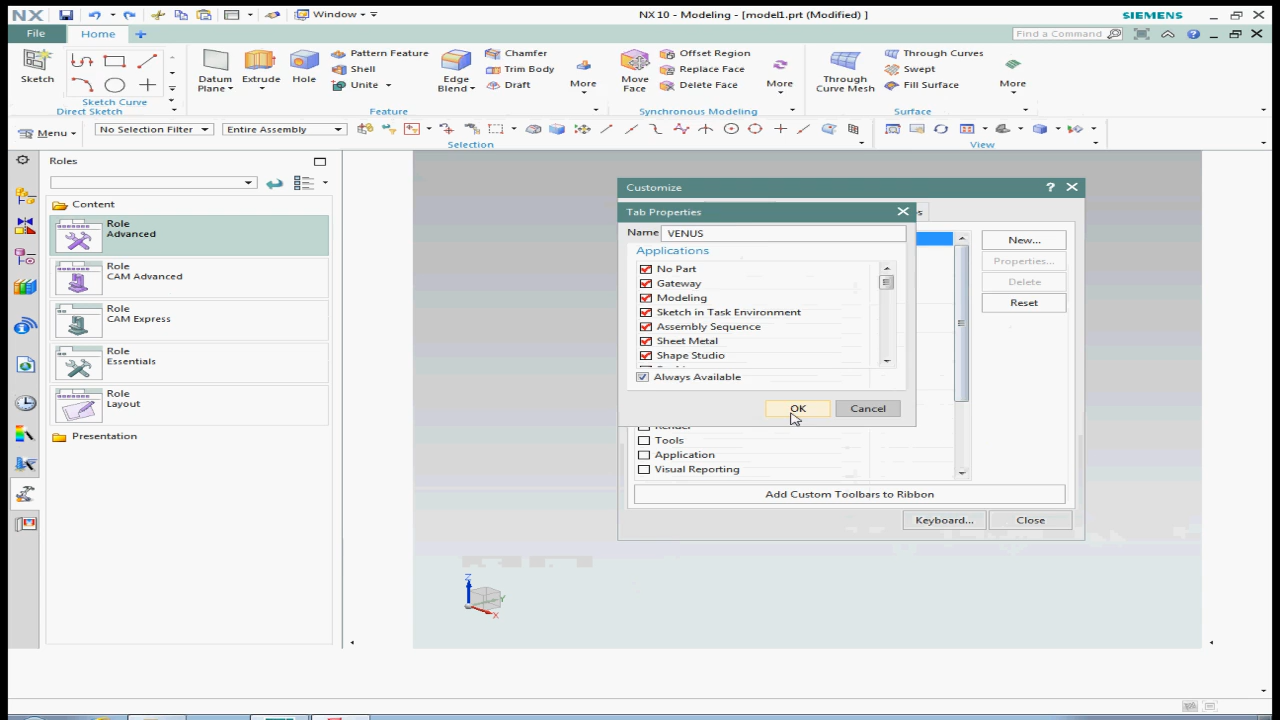 NX Window NX 10 - Modeling - [model1.prt (Modified) ] SIEMENS
File Home Find a Command
Sketch
Sketch Curve
Direct Sketch
Datum Plane
Extrude
Hole
Pattern Feature
Shell
Unite
Edge Blend
Chamfer
Trim Body
Draft
More
Feature
Move Face
Offset Region
Replace Face
Delete Face
More
Synchronous Modeling
Through Curve Mesh
Through Curves
Swept
Fill Surface
More
Surface
Menu No Selection Filter Entire Assembly
Selection View
Roles
Content
Role
Advanced
Role
CAM Advanced
Role
CAM Express
Role
Essentials
Role
Layout
Presentation
Customize
Tab Properties
Name VENUS
Applications
No Part
Gateway
Modeling
Sketch in Task Environment
Assembly Sequence
Sheet Metal
Shape Studio
Always Available
OK Cancel
New...
Properties...
Delete
Reset
Tools
Application
Visual Reporting
Add Custom Toolbars to Ribbon
Keyboard... Close
Z
Y
X